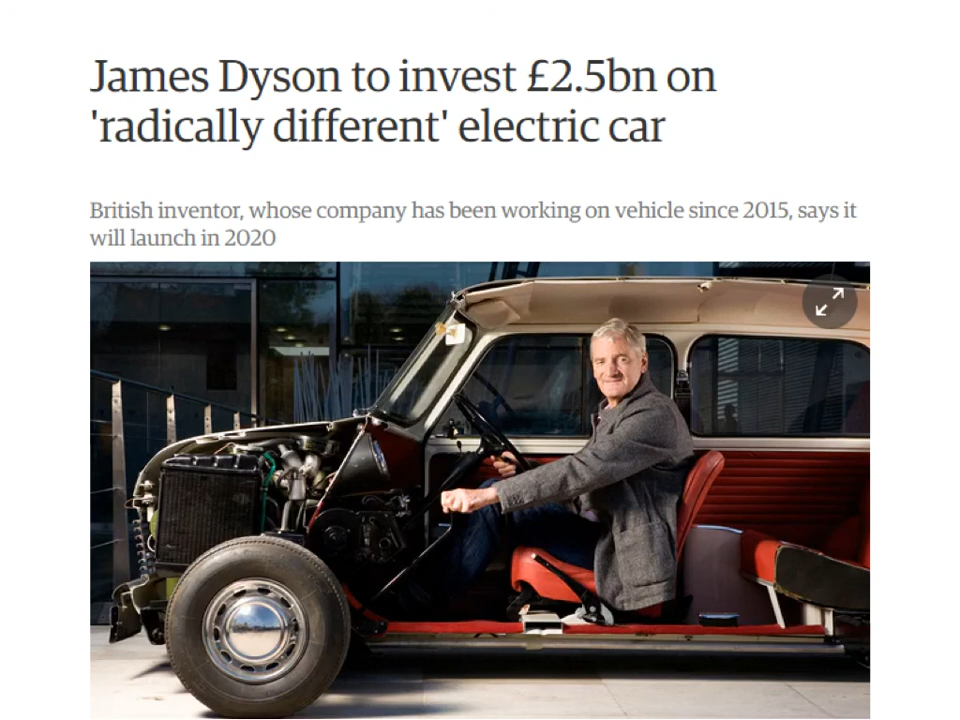 James Dyson to invest £2.5bn on
'radically different' electric car
British inventor, whose company has been working on vehicle since 2015, says it
will launch in 2020